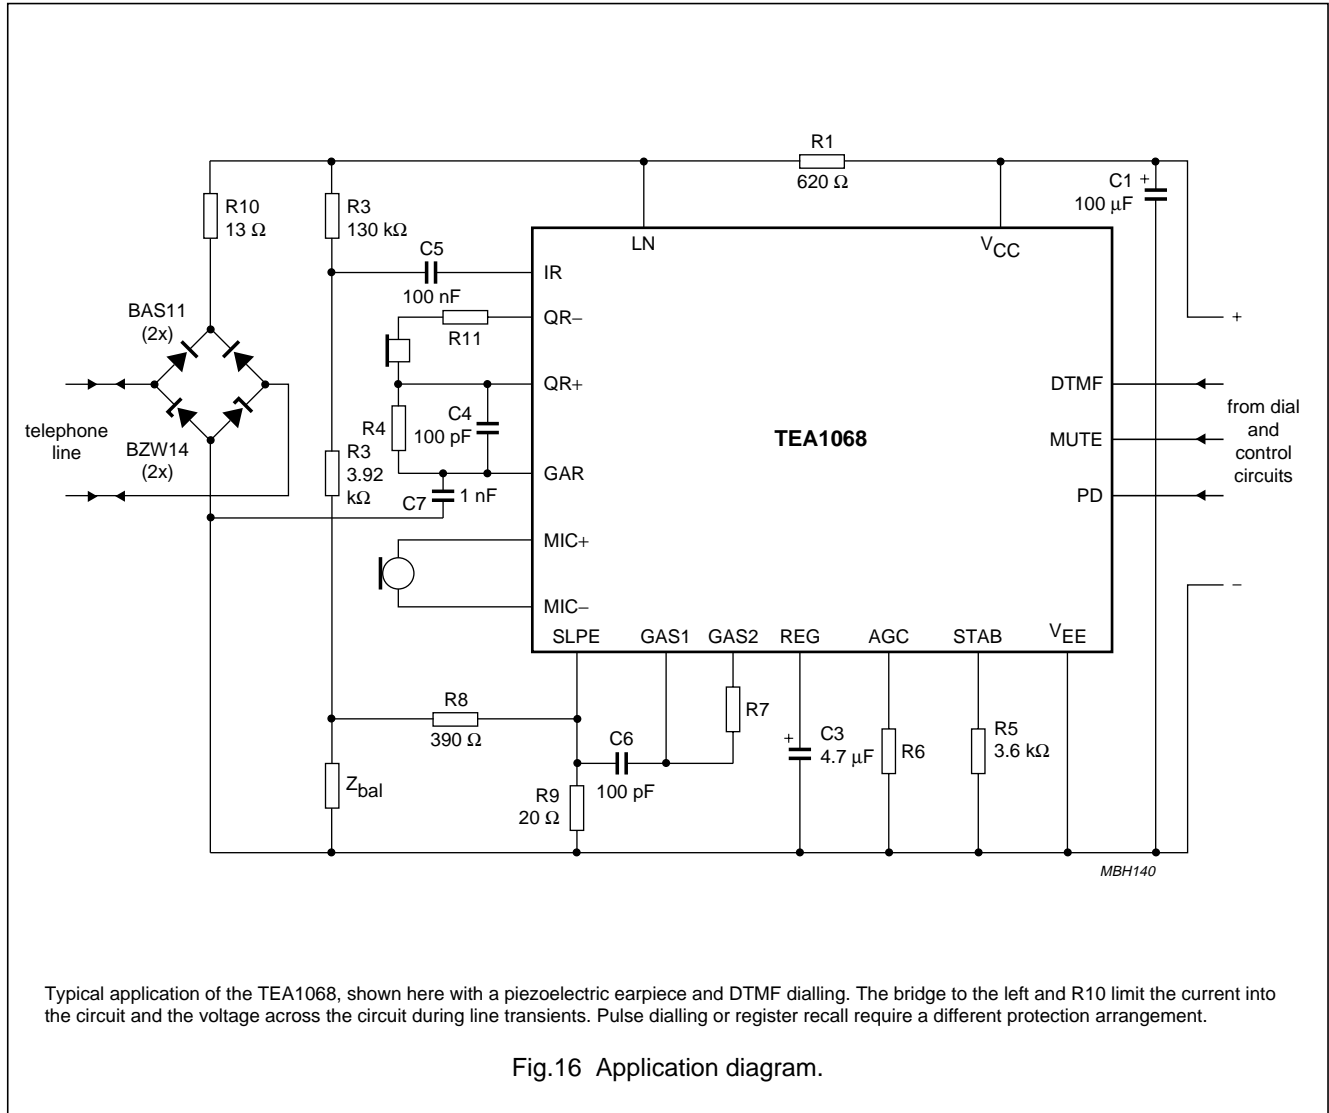 R1
620 Ω
C1 +
100 µF
R10
13 Ω
R3
130 kΩ
LN
VCC
C5
100 nF
IR
BAS11
(2x)
R11
QR−
+
QR+
DTMF
telephone
line
R4
C4
100 pF
TEA1068
from dial
and
control
circuits
MUTE
BZW14
(2x)
R3
3.92
kΩ
GAR
PD
C7
1 nF
MIC+
MIC−
−
SLPE
GAS1
GAS2
REG
AGC
STAB
VEE
R8
390 Ω
R7
C6
100 pF
+
C3
4.7 µF
R6
R5
3.6 kΩ
Zbal
R9
20 Ω
MBH140
Typical application of the TEA1068, shown here with a piezoelectric earpiece and DTMF dialling. The bridge to the left and R10 limit the current into
the circuit and the voltage across the circuit during line transients. Pulse dialling or register recall require a different protection arrangement.
Fig.16 Application diagram.